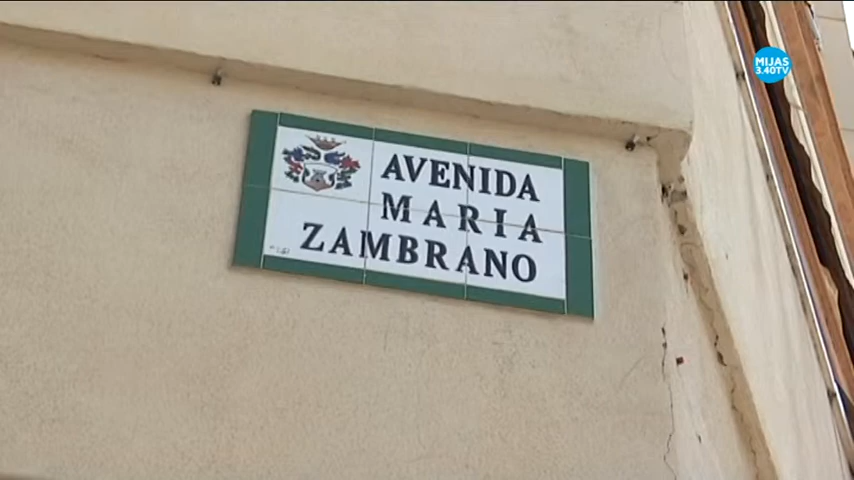 MIJAS
3.40TV
AVENIDA
MARIA
ZAMBRANO